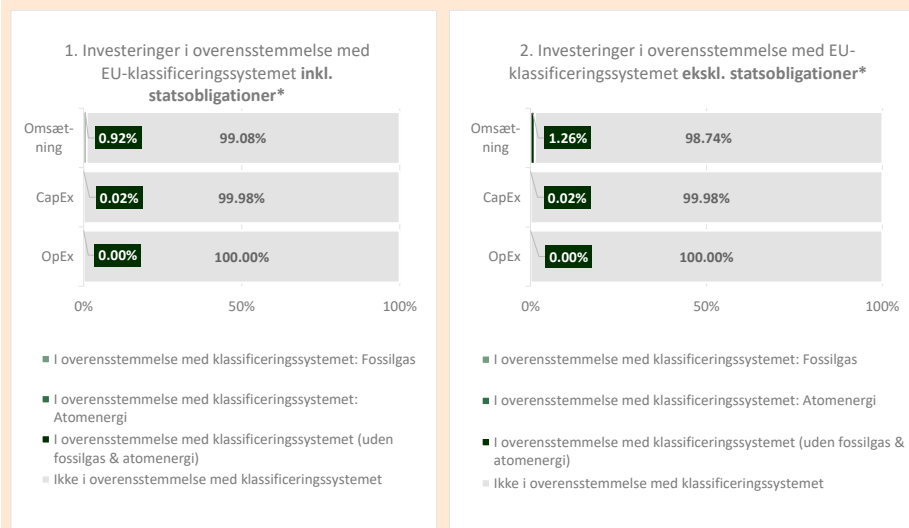 1. Investeringer i overensstemmelse med
EU-klassificeringssystemet inkl.
statsobligationer*
Omsæt-
ning
0.92%
99.08%
CapEx
0.02%
99.98%
OpEx
0.00%
100.00%
0%
50%
100%
I overensstemmelse med klassificeringssystemet: Fossilgas
I overensstemmelse med klassificeringssystemet:
Atomenergi
I overensstemmelse med klassificeringssystemet (uden
fossilgas & atomenergi)
Ikke i overensstemmelse med klassificeringssystemet
2. Investeringer i overensstemmelse med EU-
klassificeringssystemet ekskl. statsobligationer*
Omsæt-
ning
1.26%
98.74%
CapEx
0.02%
99.98%
OpEx
0.00%
100.00%
0%
50%
100%
I overensstemmelse med klassificeringssystemet: Fossilgas
I overensstemmelse med klassificeringssystemet: Atomenergi
I overensstemmelse med klassificeringssystemet (uden fossilgas &
atomenergi)
Ikke i overensstemmelse med klassificeringssystemet